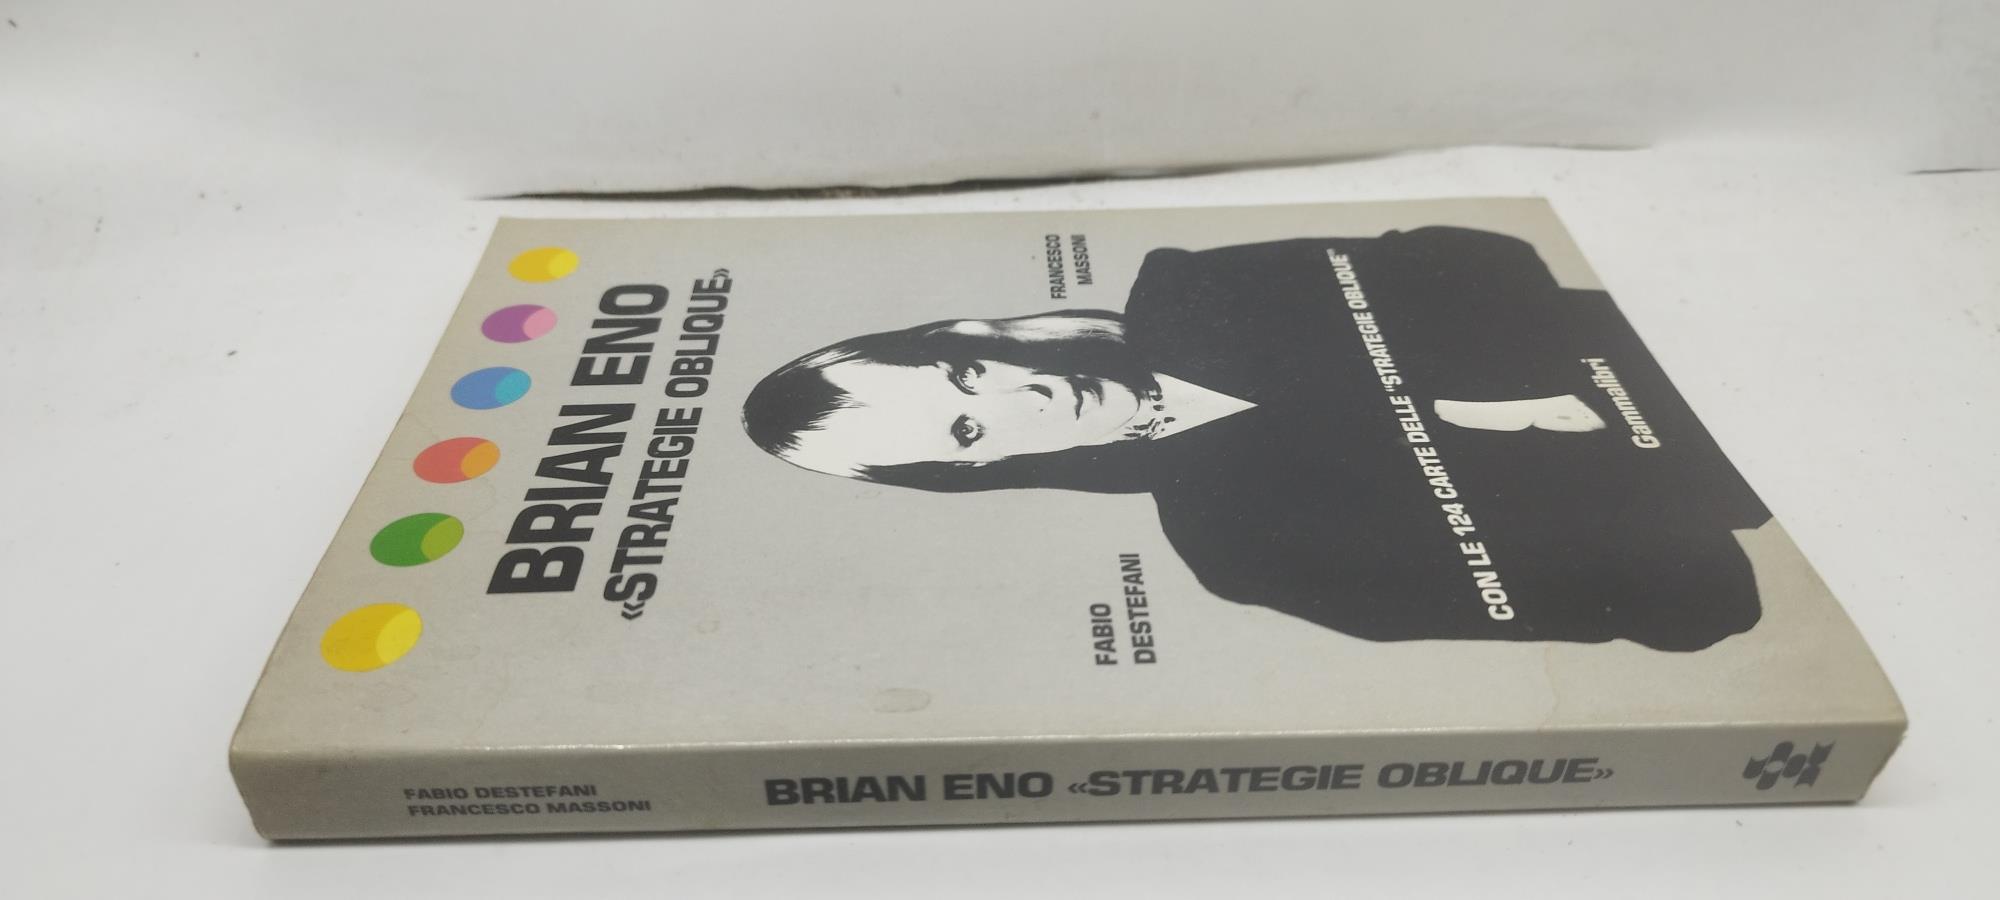 BRIAN ENO
«STRATEGIE OBLIQUE»
FABIO
DESTEFANI
FRANCESCO
MASSONI
CON LE 124 CARTE DELLE "STRATEGIE OBLIQUE"
Gammalibri
FABIO DESTEFANI
FRANCESCO MASSONI
BRIAN ENO «STRATEGIE OBLIQUE»